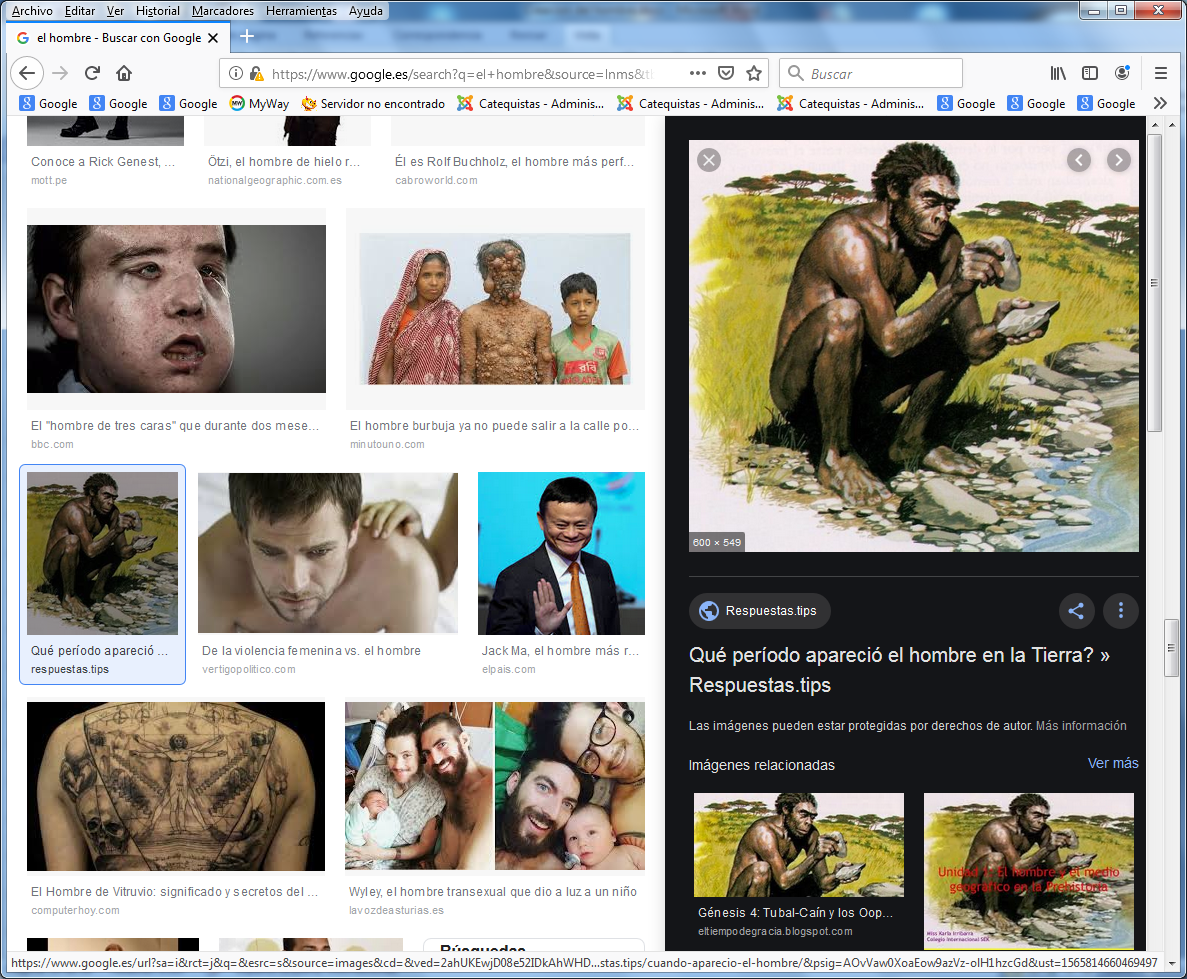 Archivo Editar Ver Historial Marcadores Herramientas Ayuda
el hombre - Buscar con Google
https://www.google.es/search?q=el+hombre&source=lnms&tl
Buscar
Google Google Google MyWay Servidor no encontrado Catequistas - Adminis... Catequistas - Adminis... Catequistas - Adminis... Google Google Google
Conoce a Rick Genest, ...
mott.pe
Ötzi, el hombre de hielo r...
nationalgeographic.com.es
Él es Rolf Buchholz, el hombre más perf...
cabroworld.com
El "hombre de tres caras" que durante dos mese...
bbc.com
El hombre burbuja ya no puede salir a la calle po...
minutouno.com
BANGLADESH
Qué período apareció ...
respuestas.tips
De la violencia femenina vs. el hombre
vertigopolitico.com
Jack Ma, el hombre más r...
elpais.com
El Hombre de Vitruvio: significado y secretos del ...
computerhoy.com
Wyley, el hombre transexual que dio a luz a un niño
lavozdeasturias.es
Búsquedas
600 × 549
Respuestas.tips
Qué período apareció el hombre en la Tierra? »
Respuestas.tips
Las imágenes pueden estar protegidas por derechos de autor. Más información
Imágenes relacionadas
Ver más
Génesis 4: Tubal-Caín y los Oop...
eltiempodegracia.blogspot.com
Unidad 1: El hombre y el medio
geográfico en la Prehistoria
Miss Karla Irribarra
Colegio Internacional SEK
https://www.google.es/url?sa=i&rct=j&q=&esrc=s&source=images&cd=&ved=2ahUKEwjD08e52IDkAhWHD...stas.tips/cuando-aparecio-el-hombre/&psig=AOvVaw0XoaEow9azVz-oIH1hzcGd&ust=1565814660469497